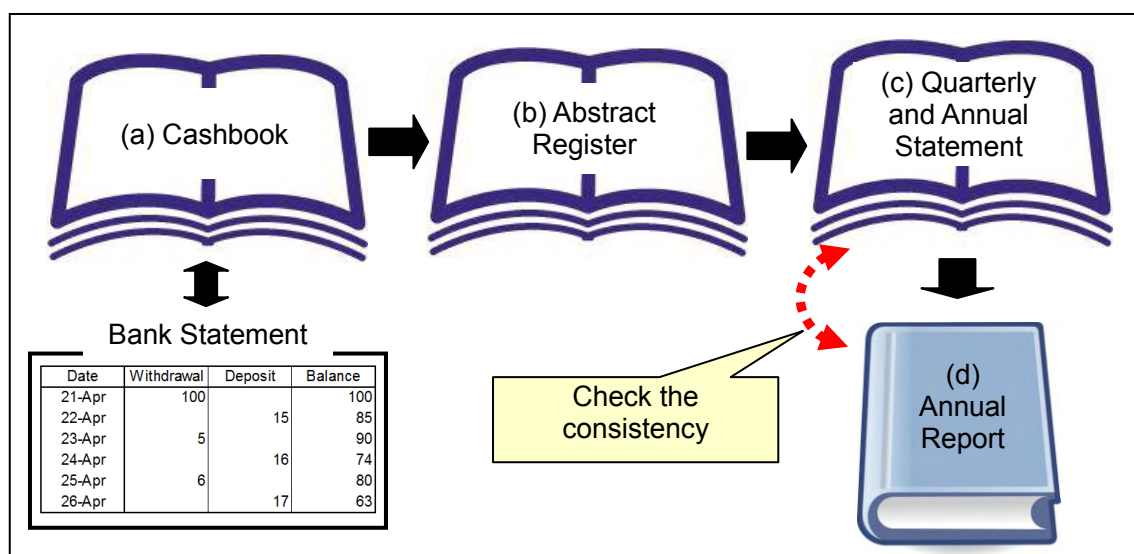 (a) Cashbook
(b) Abstract
Register
(c) Quarterly
and Annual
Statement
Bank Statement
Date Withdrawal Deposit Balance
21-Apr 100 100
22-Apr 15 85
23-Apr 5 90
24-Apr 16 74
25-Apr 6 80
26-Apr 17 63
Check the
consistency
(d)
Annual
Report